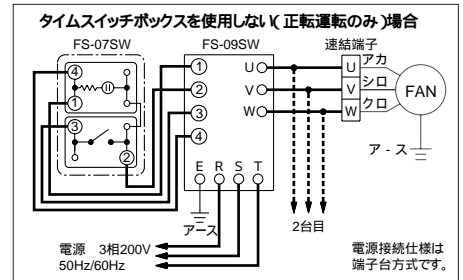 タイムスイッチボックスを使用しない(正転運転のみ)場合
FS-07SW
FS-09SW
速結端子
④
①
③
②
①
②
③
④
U
V
W
U
V
W
アカ
シロ
クロ
FAN
ア - ス
E R S T
アース
2台目
電源 3相200V
50Hz/60Hz
電源接続仕様は
端子台方式です。